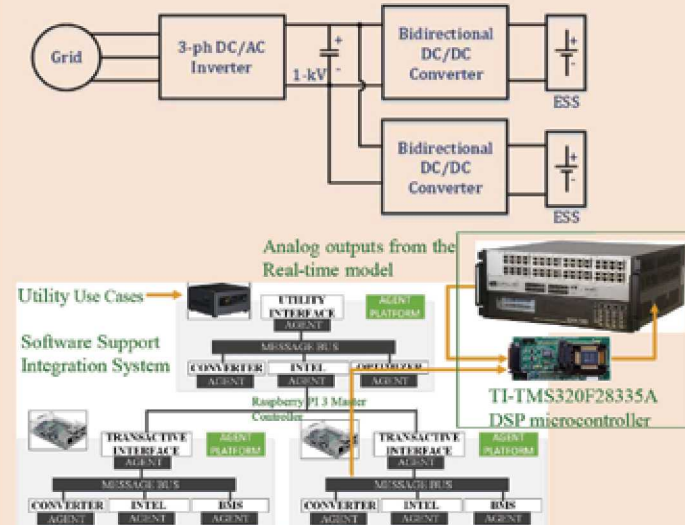 Grid
3-ph DC/AC
Inverter
1-kV
+
-
Bidirectional
DC/DC
Converter
+
-
ESS
Bidirectional
DC/DC
Converter
+
-
ESS
Analog outputs from the
Real-time model
Utility Use Cases
Software Support
Integration System
UTILITY
INTERFACE
AGENT
AGENT
PLATFORM
MESSAGE BUS
CONVERTER
AGENT
INTEL
AGENT
OPTIMIZER
AGENT
TI-TMS320F28335A
DSP microcontroller
Raspberry PI 3 Master
Controller
TRANSACTIVE
INTERFACE
AGENT
AGENT
PLATFORM
MESSAGE BUS
CONVERTER
AGENT
INTEL
AGENT
BMS
AGENT
TRANSACTIVE
INTERFACE
AGENT
AGENT
PLATFORM
MESSAGE BUS
CONVERTER
AGENT
INTEL
AGENT
BMS
AGENT